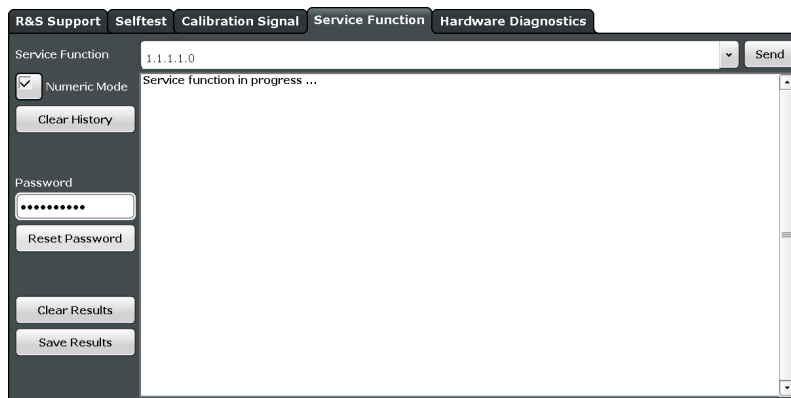 R&S Support Selftest Calibration Signal Service Function Hardware Diagnostics
Service Function 1.1.1.1.0 Send
Numeric Mode
Service function in progress ...
Clear History
Password
••••••••••
Reset Password
Clear Results
Save Results